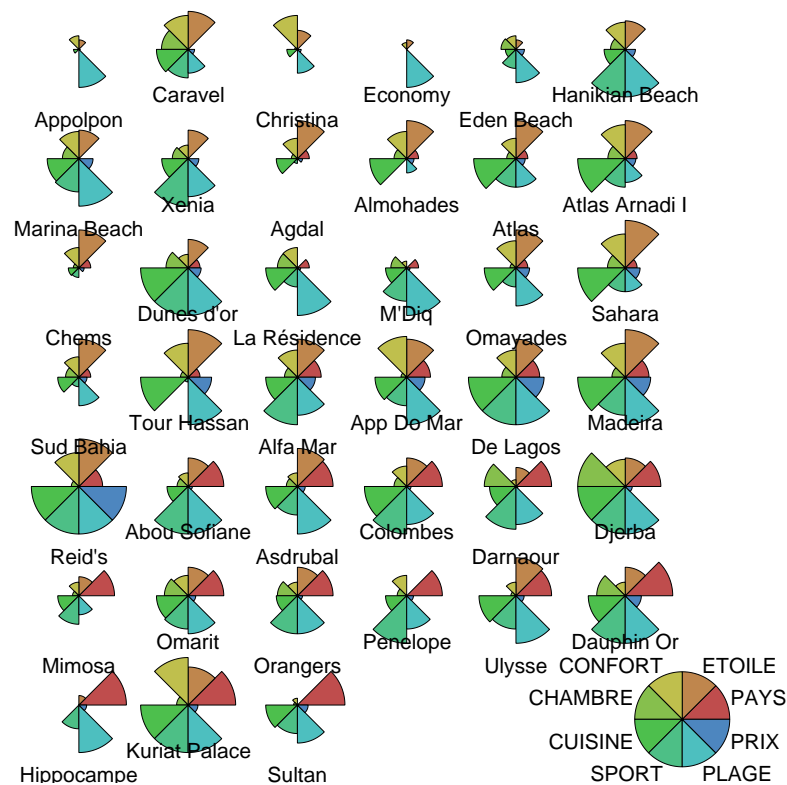 Caravel
Economy
Hanikian Beach
Appolpon
Christina
Eden Beach
Xenia
Almohades
Atlas Arnadi I
Marina Beach
Agdal
Atlas
Dunes d'or
M'Diq
Sahara
Chems
La Résidence
Omayades
Tour Hassan
App Do Mar
Madeira
Sud Bahia
Alfa Mar
De Lagos
Abou Sofiane
Colombes
Djerba
Reid's
Asdrubal
Darnaour
Omarit
Penelope
Dauphin Or
Mimosa
Orangers
Ulysse
CONFORT
ETOILE
CHAMBRE
PAYS
CUISINE
PRIX
Kuriat Palace
SPORT
PLAGE
Hippocampe
Sultan